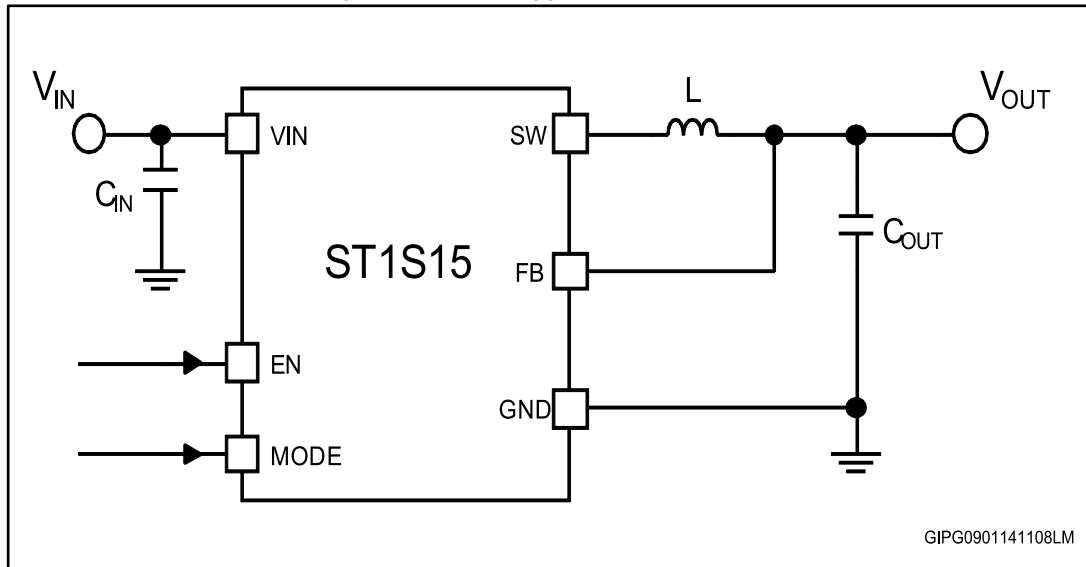 VIN
L
VOUT
VIN
SW
CIN
COUT
ST1S15
FB
EN
GND
MODE
GIPG0901141108LM